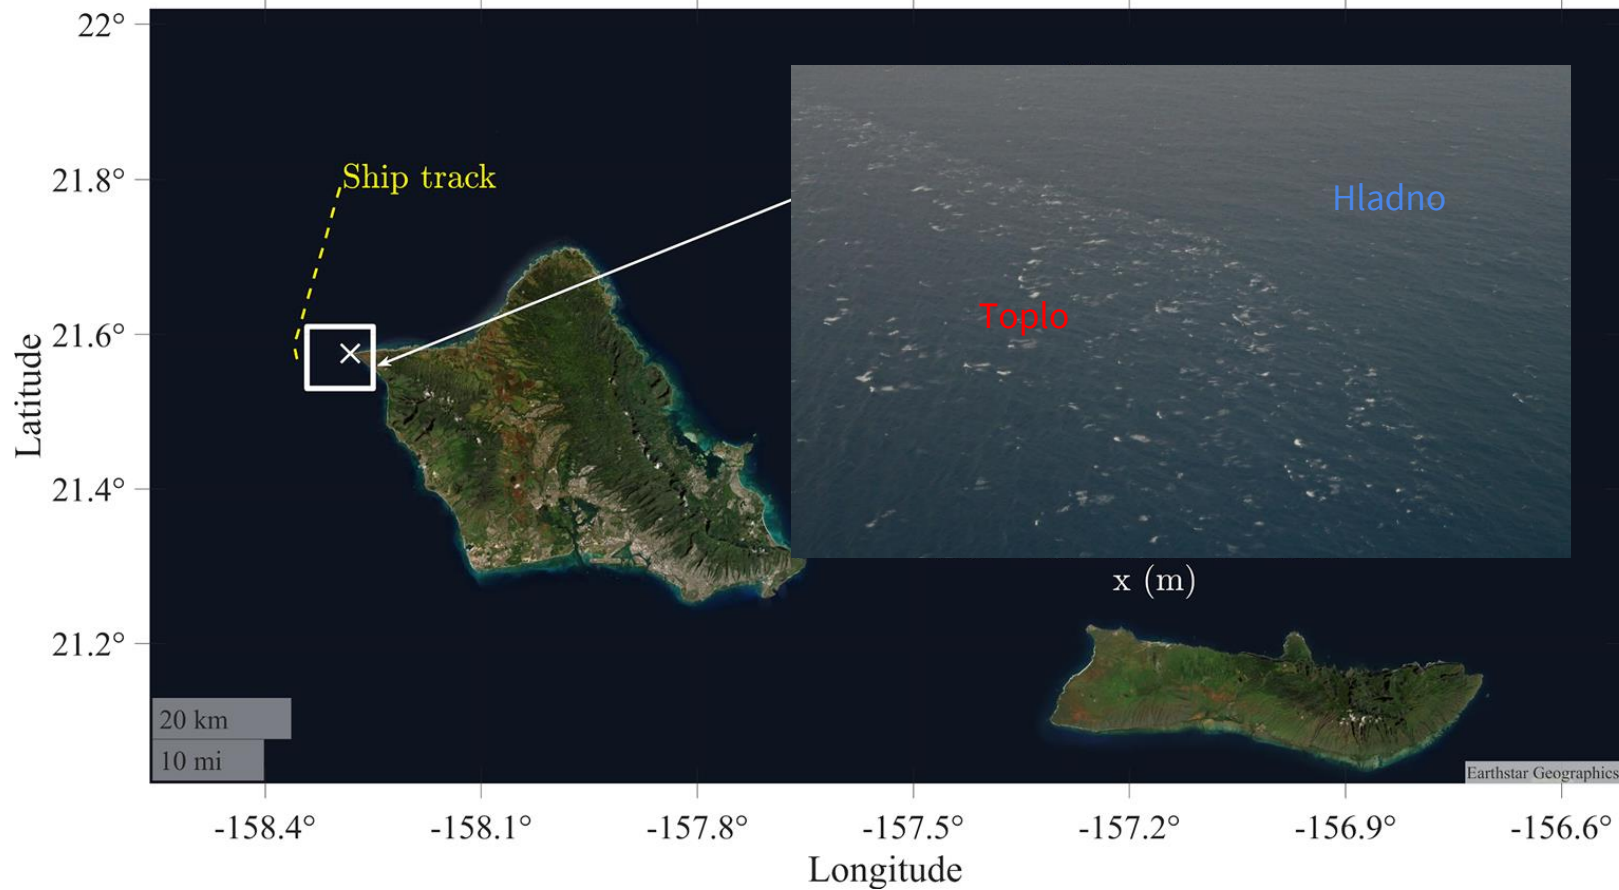 22°
21.8°
21.6°
21.4°
21.2°
Latitude
Ship track
Hladno
Toplo
x (m)
20 km
10 mi
Earthstar Geographics
-158.4° -158.1° -157.8° -157.5° -157.2° -156.9° -156.6°
Longitude